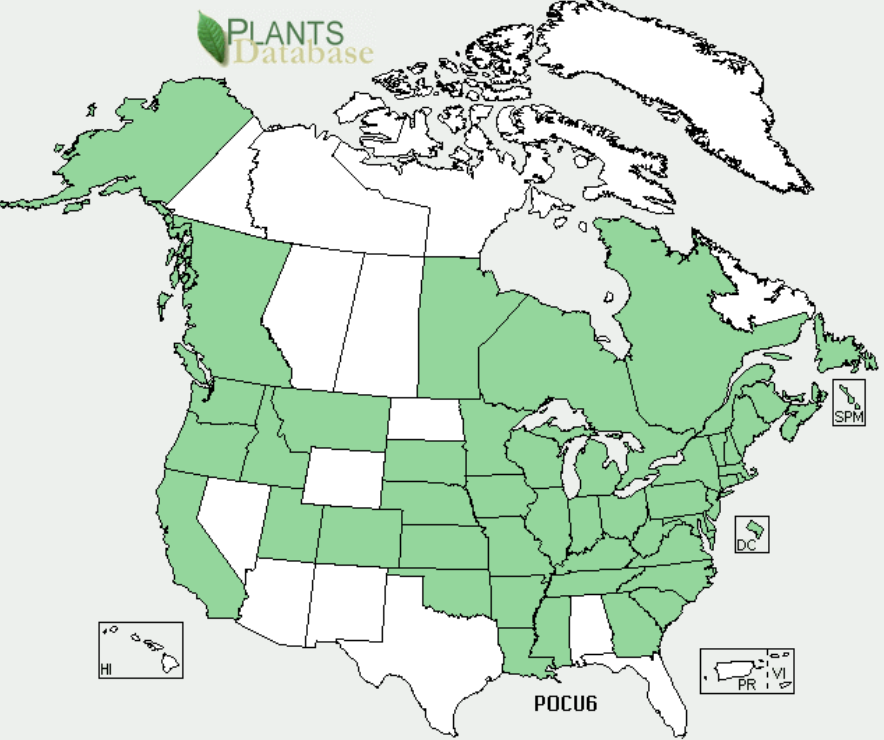 PLANTS
Database
SPM
DC
HI
PR
VI
POCU6